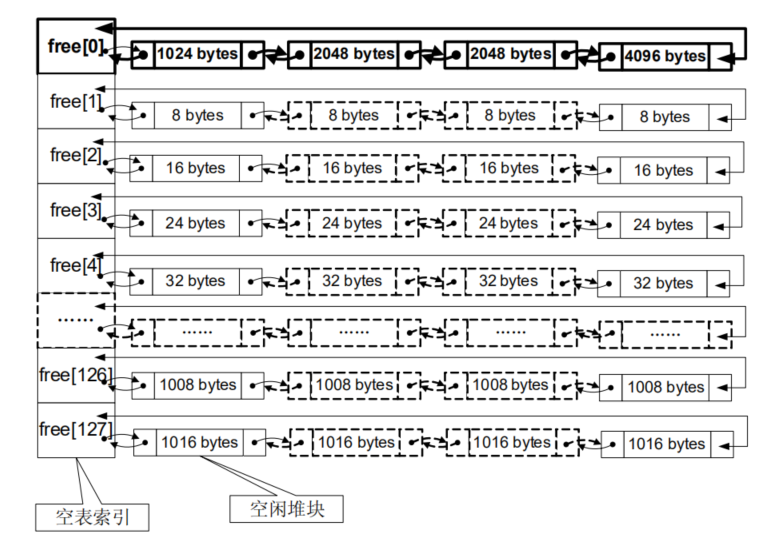 free[0] 1024 bytes 2048 bytes 2048 bytes 4096 bytes
free[1] 8 bytes 8 bytes 8 bytes 8 bytes
free[2] 16 bytes 16 bytes 16 bytes 16 bytes
free[3] 24 bytes 24 bytes 24 bytes 24 bytes
free[4] 32 bytes 32 bytes 32 bytes 32 bytes
…… …… …… …… ……
free[126] 1008 bytes 1008 bytes 1008 bytes 1008 bytes
free[127] 1016 bytes 1016 bytes 1016 bytes 1016 bytes
空表索引 空闲堆块